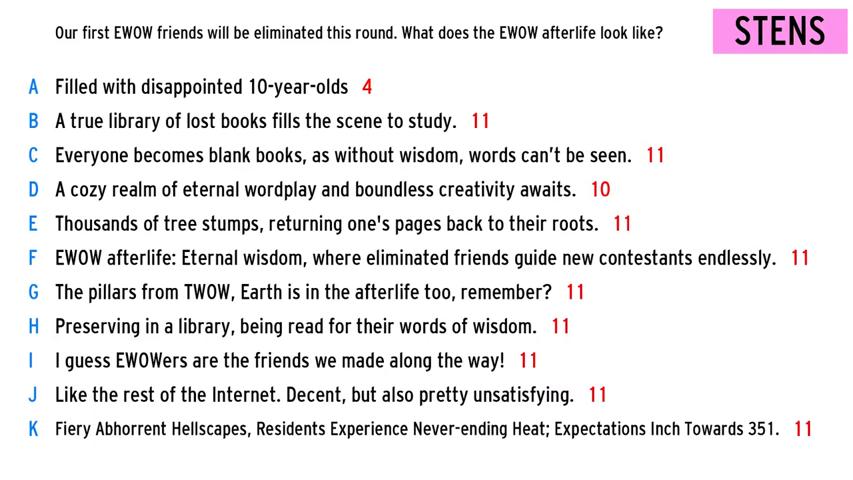 Our first EWOW friends will be eliminated this round. What does the EWOW afterlife look like?
STENS
A Filled with disappointed 10-year-olds 4
B A true library of lost books fills the scene to study. 11
C Everyone becomes blank books, as without wisdom, words can’t be seen. 11
D A cozy realm of eternal wordplay and boundless creativity awaits. 10
E Thousands of tree stumps, returning one's pages back to their roots. 11
F EWOW afterlife: Eternal wisdom, where eliminated friends guide new contestants endlessly. 11
G The pillars from TWOW, Earth is in the afterlife too, remember? 11
H Preserving in a library, being read for their words of wisdom. 11
I I guess EWOWers are the friends we made along the way! 11
J Like the rest of the Internet. Decent, but also pretty unsatisfying. 11
K Fiery Abhorrent Hellscapes, Residents Experience Never-ending Heat; Expectations Inch Towards 351. 11